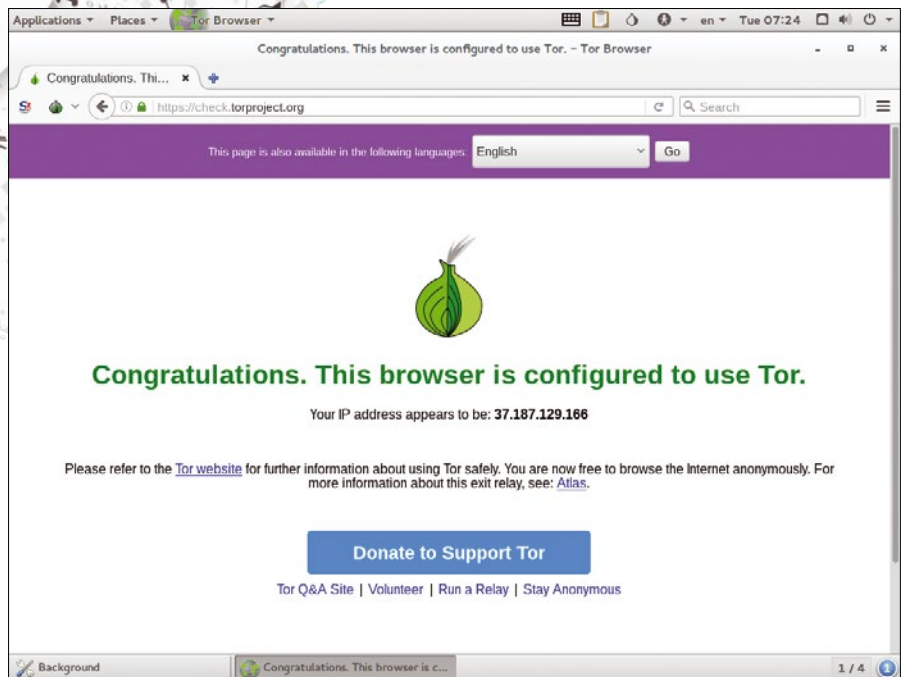 Applications Places Tor Browser en Tue 07:24
Congratulations. This browser is configured to use Tor. – Tor Browser
Congratulations. Thi...
https://check.torproject.org Search
This page is also available in the following languages: English Go
Congratulations. This browser is configured to use Tor.
Your IP address appears to be: 37.187.129.166
Please refer to the Tor website for further information about using Tor safely. You are now free to browse the Internet anonymously. For
more information about this exit relay, see: Atlas.
Donate to Support Tor
Tor Q&A Site | Volunteer | Run a Relay | Stay Anonymous
Background Congratulations. This browser is c... 1 / 4 1